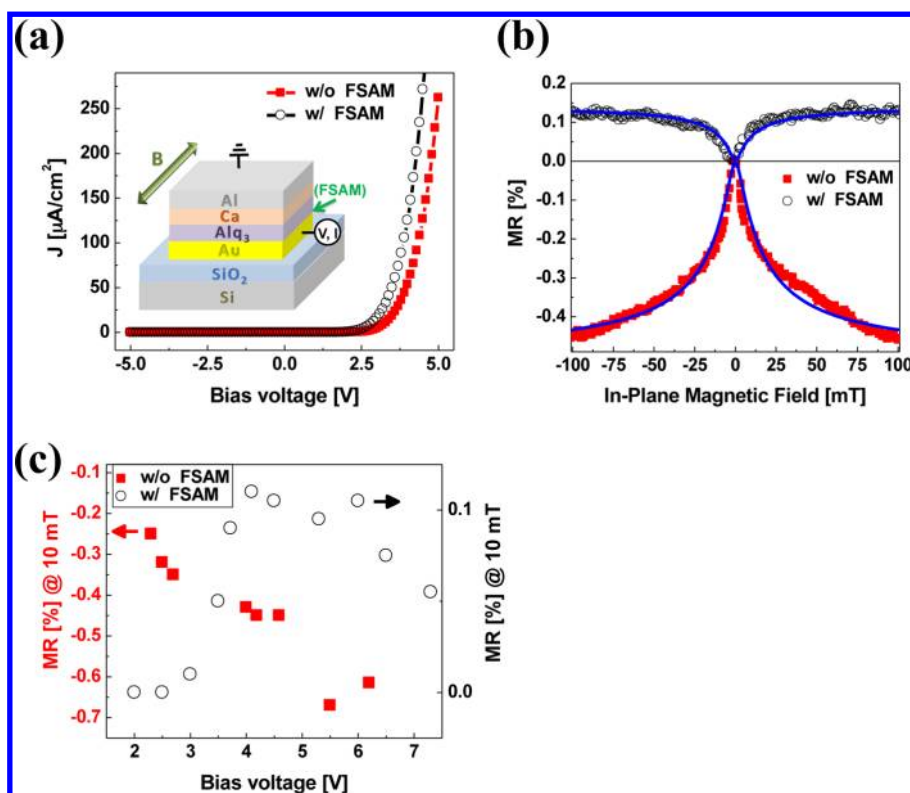 (a)
J [µA/cm²]
250
200
150
100
50
0
-5.0 -2.5 0.0 2.5 5.0
Bias voltage [V]
w/o FSAM
w/ FSAM
B
(FSAM)
Al
Ca
Alq₃
Au
V, I
SiO₂
Si
(b)
MR [%]
0.2
0.1
0.0
-0.1
-0.2
-0.3
-0.4
-100 -75 -50 -25 0 25 50 75 100
In-Plane Magnetic Field [mT]
w/o FSAM
w/ FSAM
(c)
MR [%] @ 10 mT
-0.1
-0.2
-0.3
-0.4
-0.5
-0.6
-0.7
w/o FSAM
w/ FSAM
0.1
0.0
MR [%] @ 10 mT
2 3 4 5 6 7
Bias voltage [V]